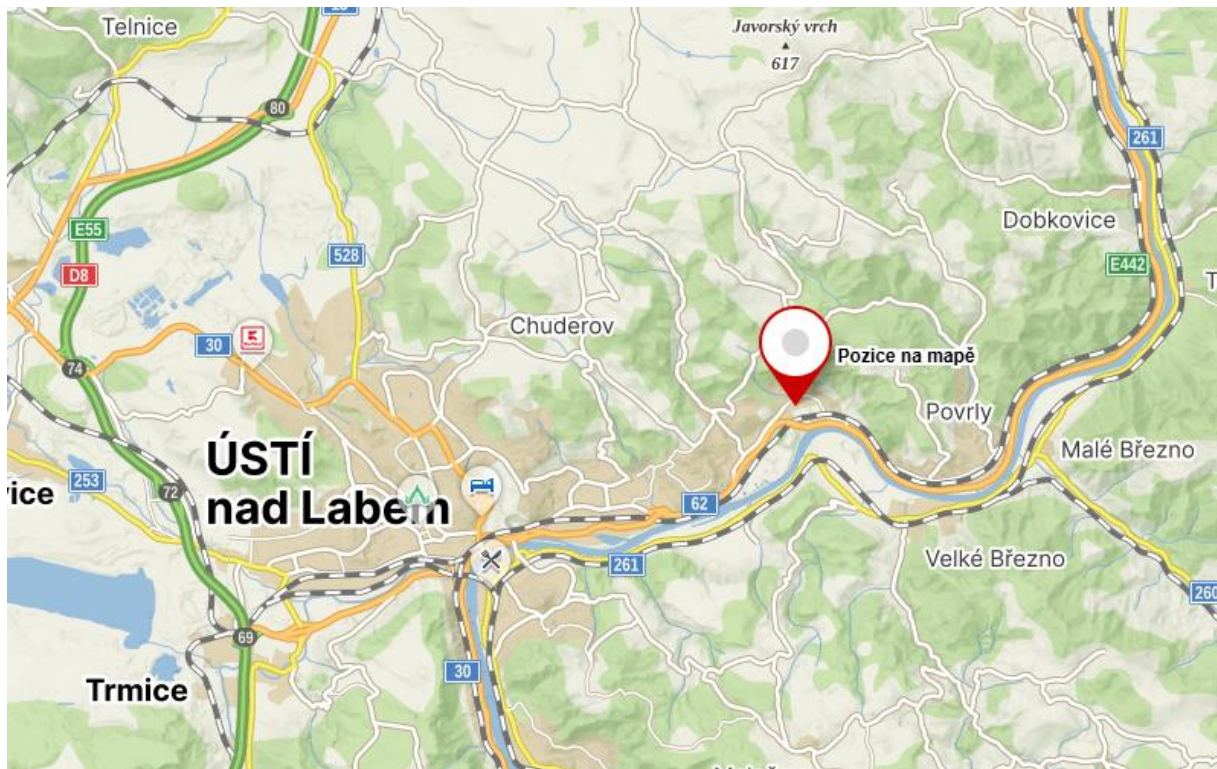 Telnice
Javorský vrch
617
80
261
Dobkovice
E55
528
E442
D8
Chuderov
30
Pozice na mapě
74
Povrly
ÚSTÍ
nad Labem
Malé Březno
253
72
62
261
Velké Březno
260
69
30
Trmice